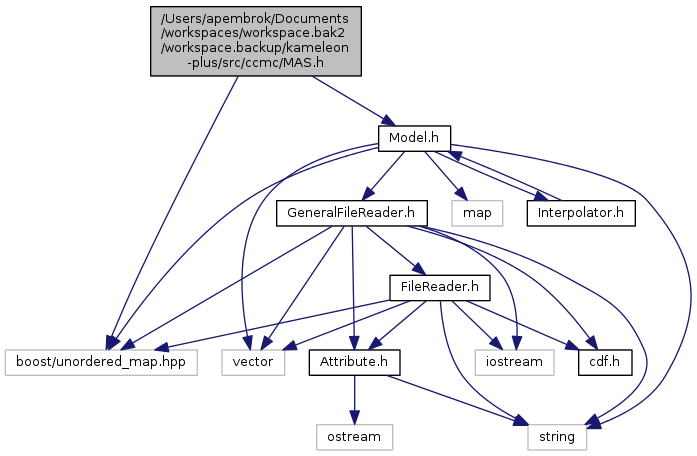 /Users/apembrok/Documents
/workspaces/workspace.bak2
/workspace.backup/kameleon
-plus/src/ccmc/MAS.h
Model.h
GeneralFileReader.h
map
Interpolator.h
FileReader.h
boost/unordered_map.hpp
vector
Attribute.h
iostream
cdf.h
ostream
string